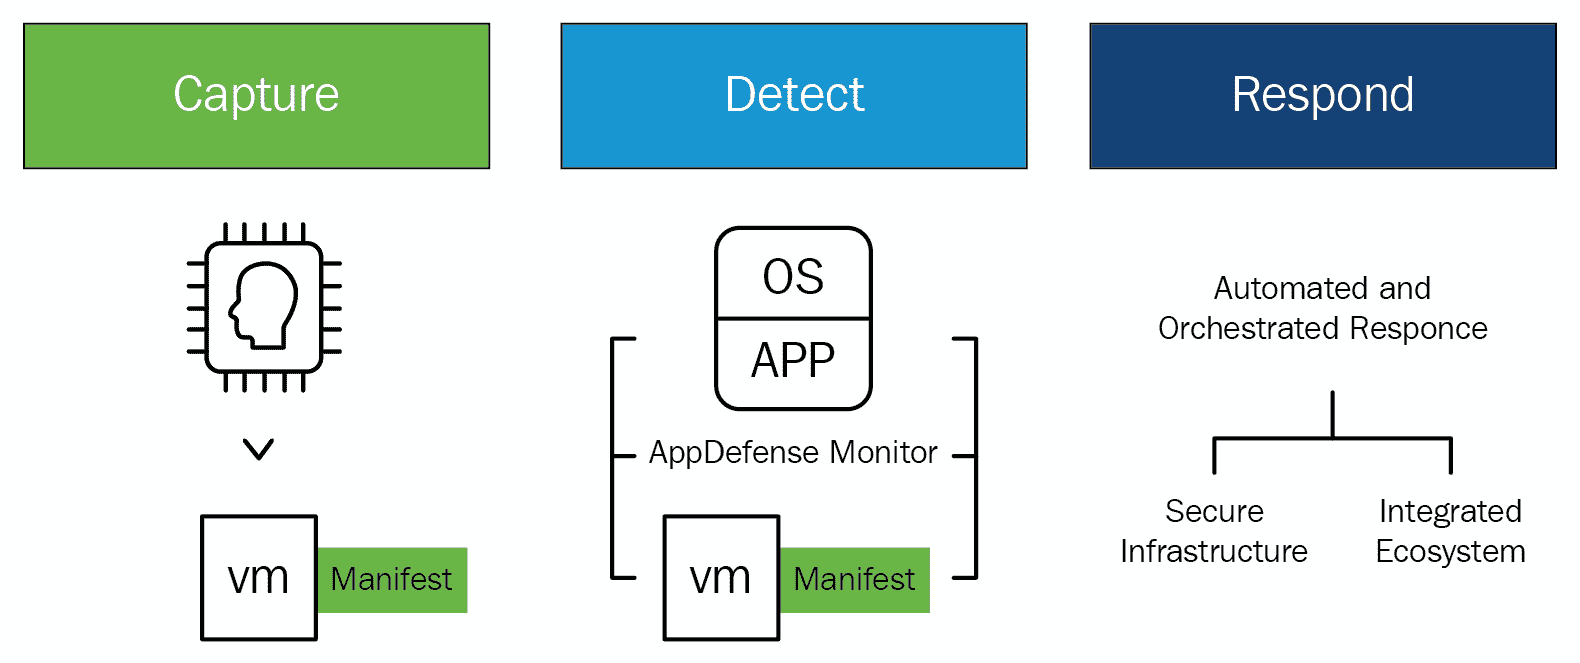 Capture
Detect
Respond
OS
APP
AppDefense Monitor
vm
Manifest
vm
Manifest
Automated and
Orchestrated Responce
Secure
Infrastructure
Integrated
Ecosystem